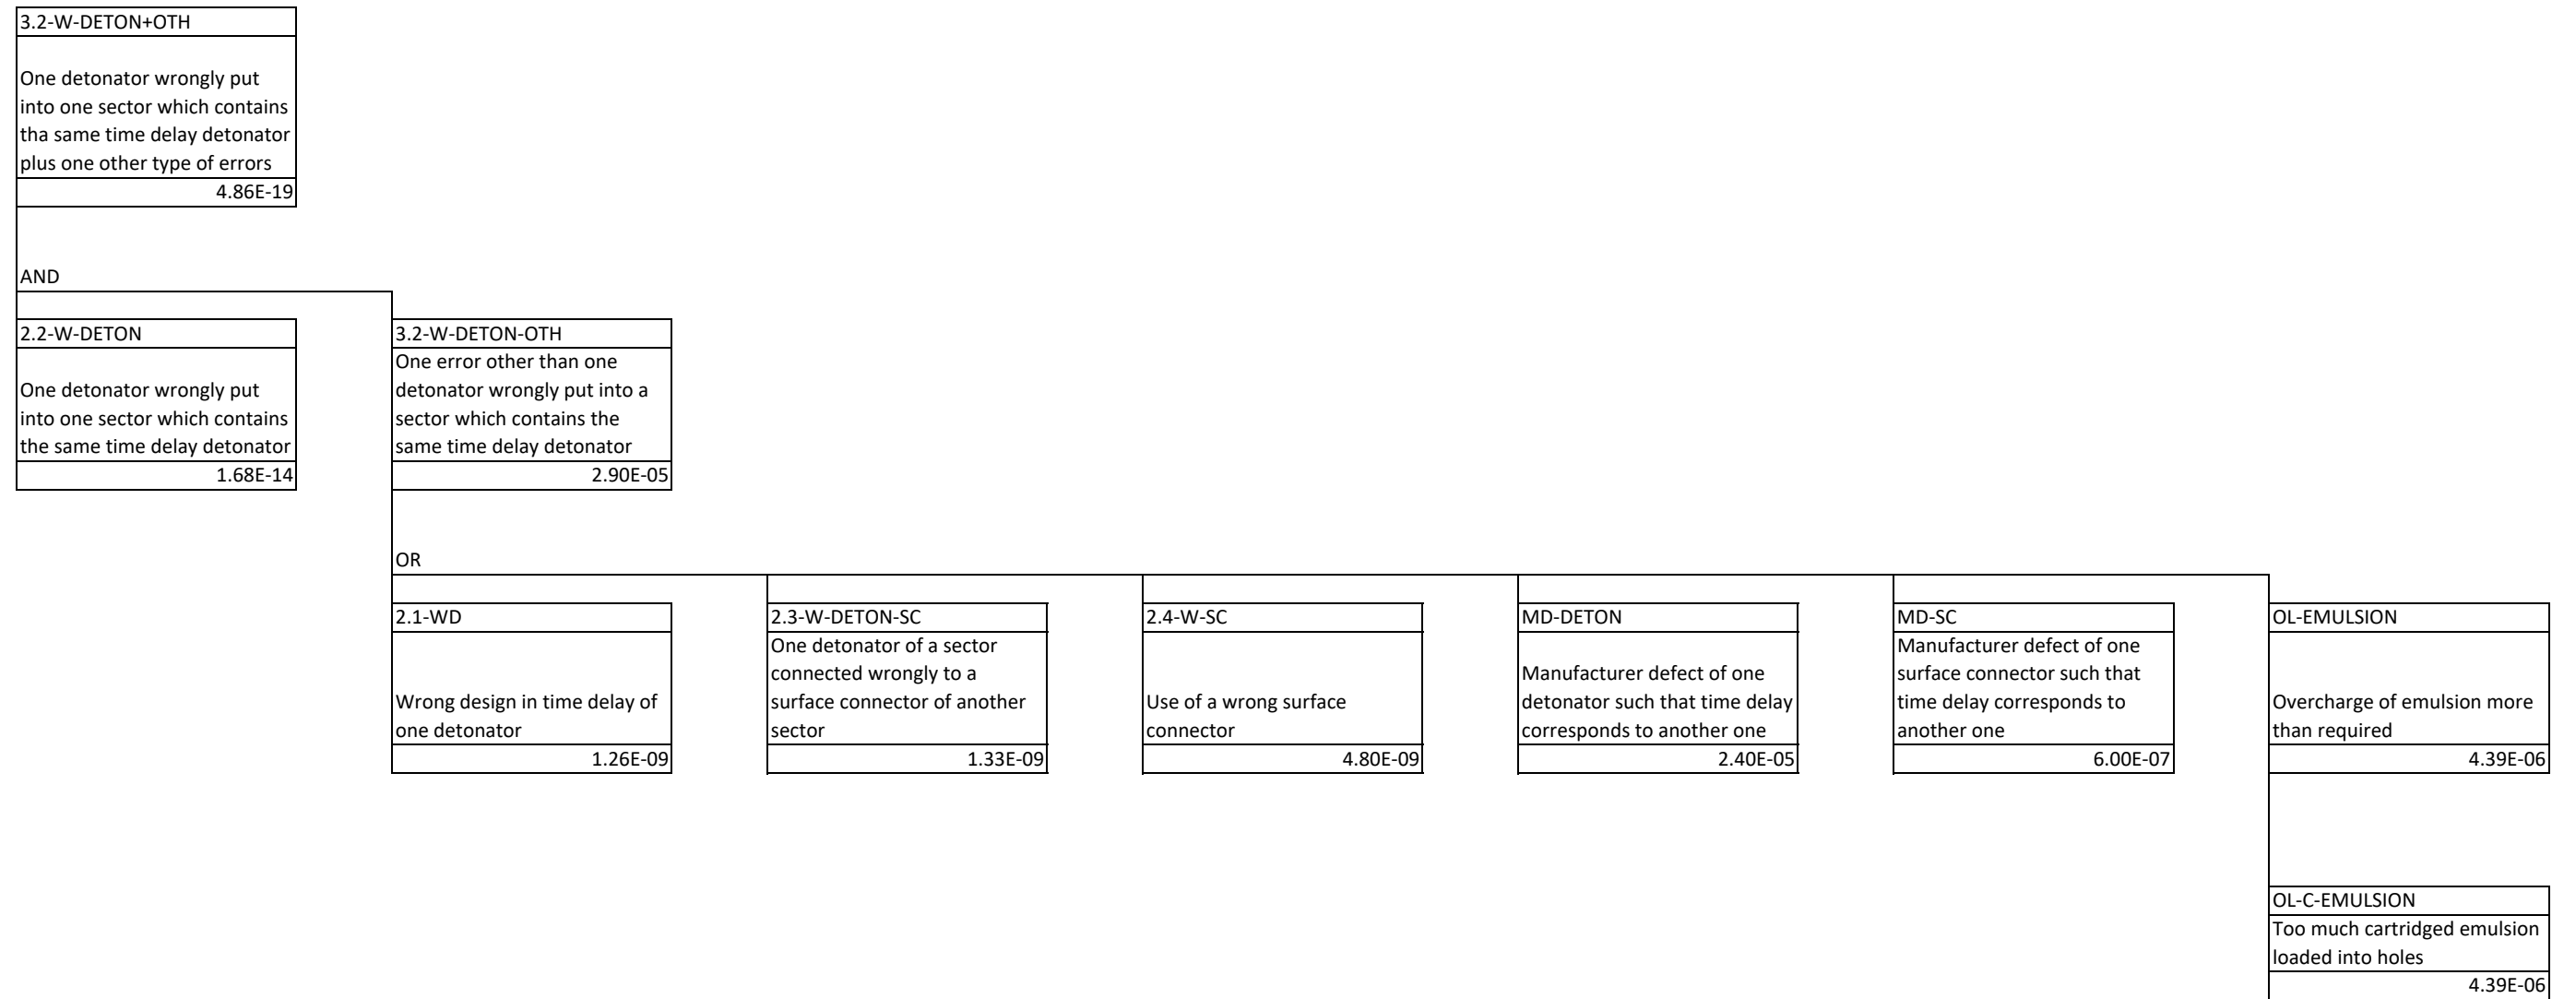 3.2-W-DETON+OTH
One detonator wrongly put
into one sector which contains
tha same time delay detonator
plus one other type of errors
4.86E-19
AND
2.2-W-DETON
One detonator wrongly put
into one sector which contains
the same time delay detonator
1.68E-14
3.2-W-DETON-OTH
One error other than one
detonator wrongly put into a
sector which contains the
same time delay detonator
2.90E-05
OR
2.1-WD
Wrong design in time delay of
one detonator
1.26E-09
2.3-W-DETON-SC
One detonator of a sector
connected wrongly to a
surface connector of another
sector
1.33E-09
2.4-W-SC
Use of a wrong surface
connector
4.80E-09
MD-DETON
Manufacturer defect of one
detonator such that time delay
corresponds to another one
2.40E-05
MD-SC
Manufacturer defect of one
surface connector such that
time delay corresponds to
another one
6.00E-07
OL-EMULSION
Overcharge of emulsion more
than required
4.39E-06
OL-C-EMULSION
Too much cartridged emulsion
loaded into holes
4.39E-06